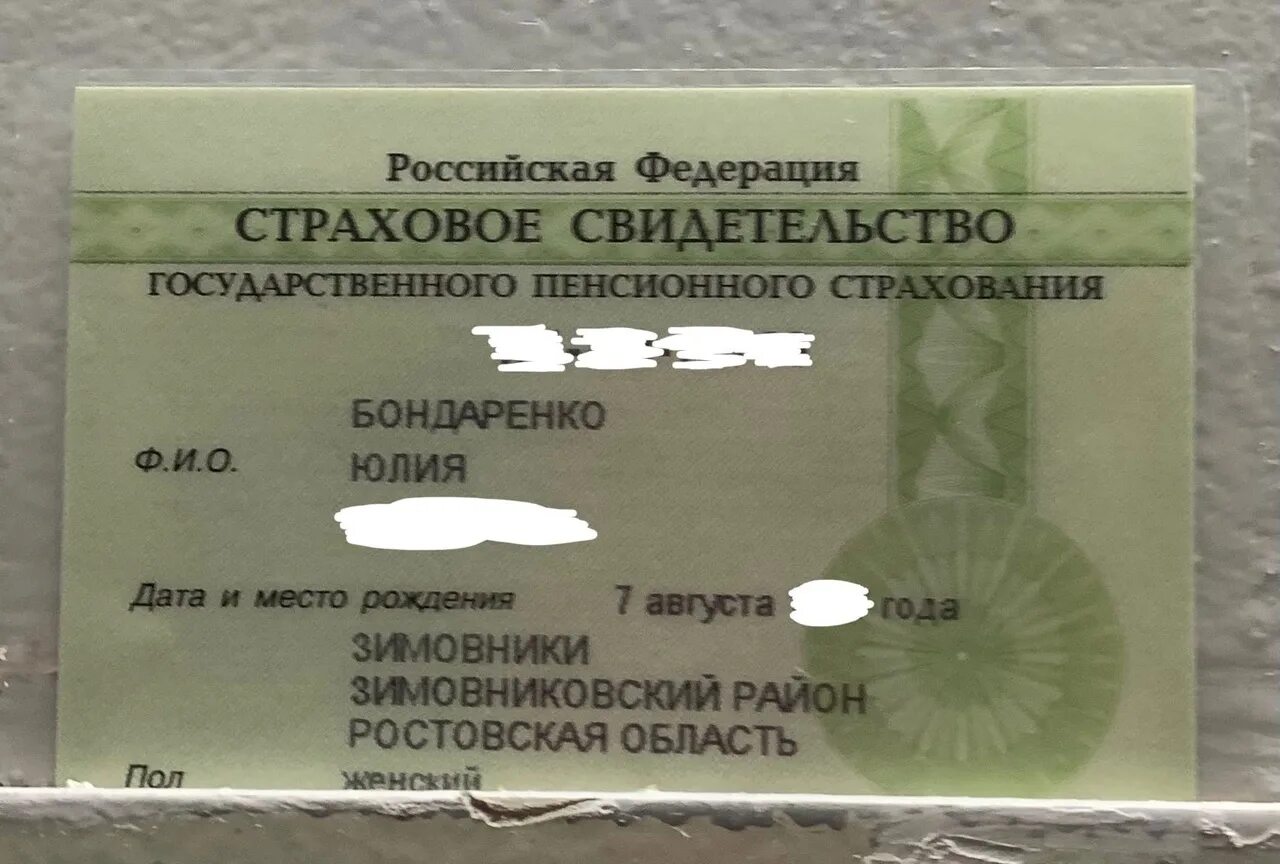 Российская Федерация
СТРАХОВОЕ СВИДЕТЕЛЬСТВО
ГОСУДАРСТВЕННОГО ПЕНСИОННОГО СТРАХОВАНИЯ
БОНДАРЕНКО
Ф.И.О. ЮЛИЯ
Дата и место рождения 7 августа года
ЗИМОВНИКИ
ЗИМОВНИКОВСКИЙ РАЙОН
РОСТОВСКАЯ ОБЛАСТЬ
Пол женский